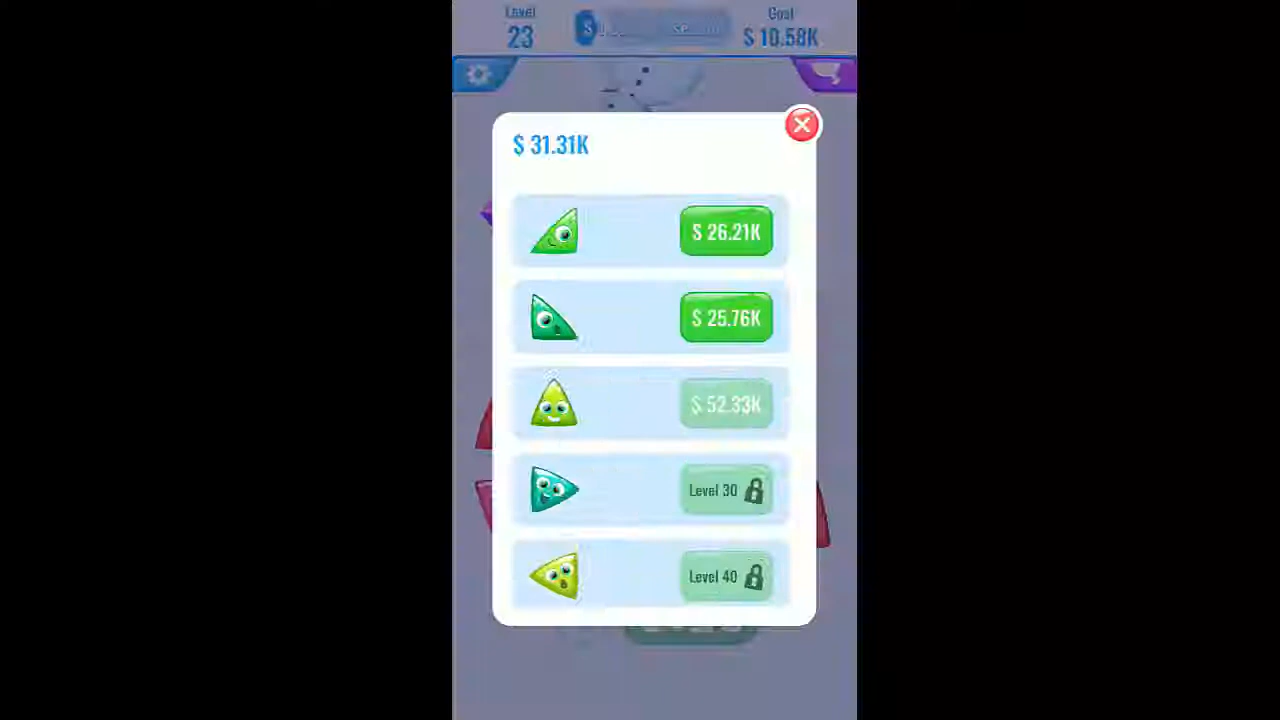 Level
23
Goal
$ 10.58K
$ 31.31K
$ 26.21K
$ 25.76K
$ 52.33K
Level 30
Level 40